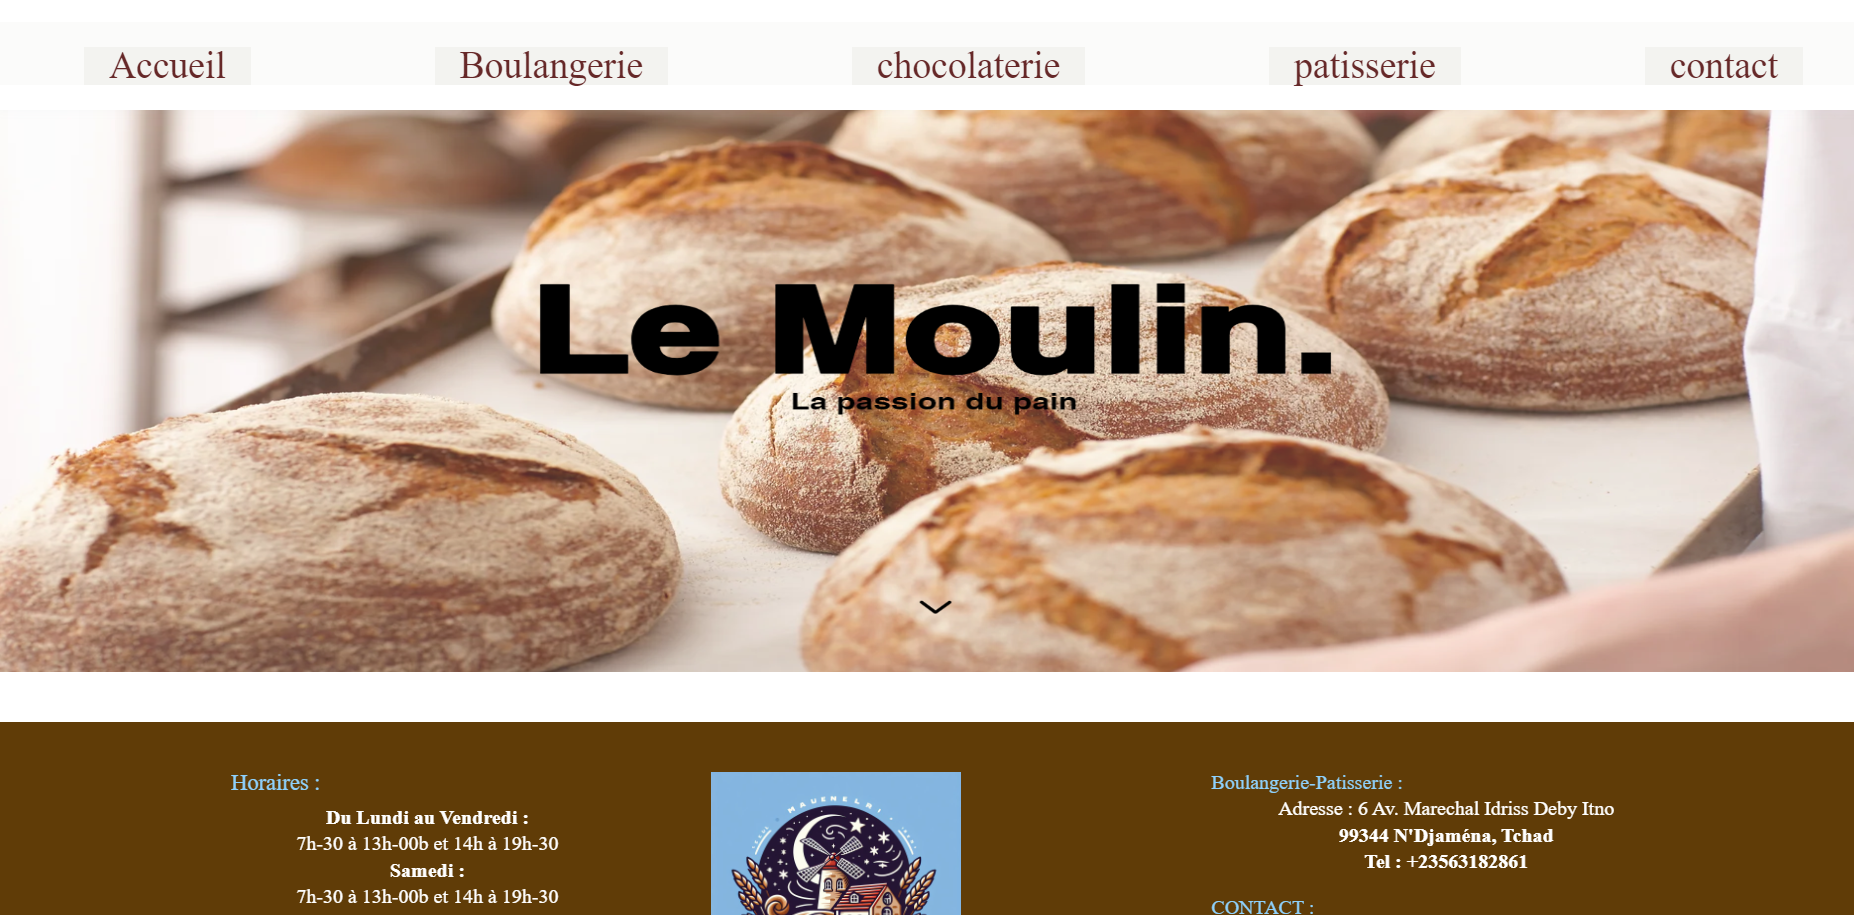 Accueil Boulangerie chocolaterie patisserie contact
Le Moulin.
La passion du pain
Horaires :
Du Lundi au Vendredi :
7h-30 à 13h-00b et 14h à 19h-30
Samedi :
7h-30 à 13h-00b et 14h à 19h-30
MAUENELRI
Boulangerie-Patisserie :
Adresse : 6 Av. Marechal Idriss Deby Itno
99344 N'Djaména, Tchad
Tel : +23563182861
CONTACT :